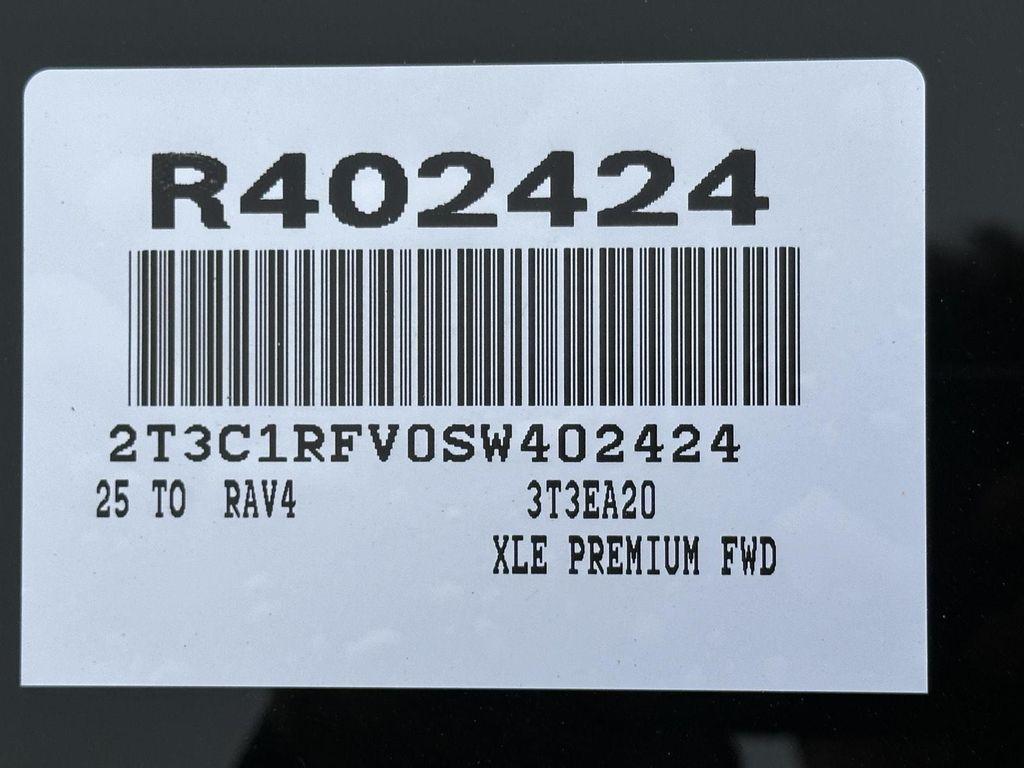 R402424
2T3C1RFV0SW402424
25 TO RAV4 3T3EA20
XLE PREMIUM FWD